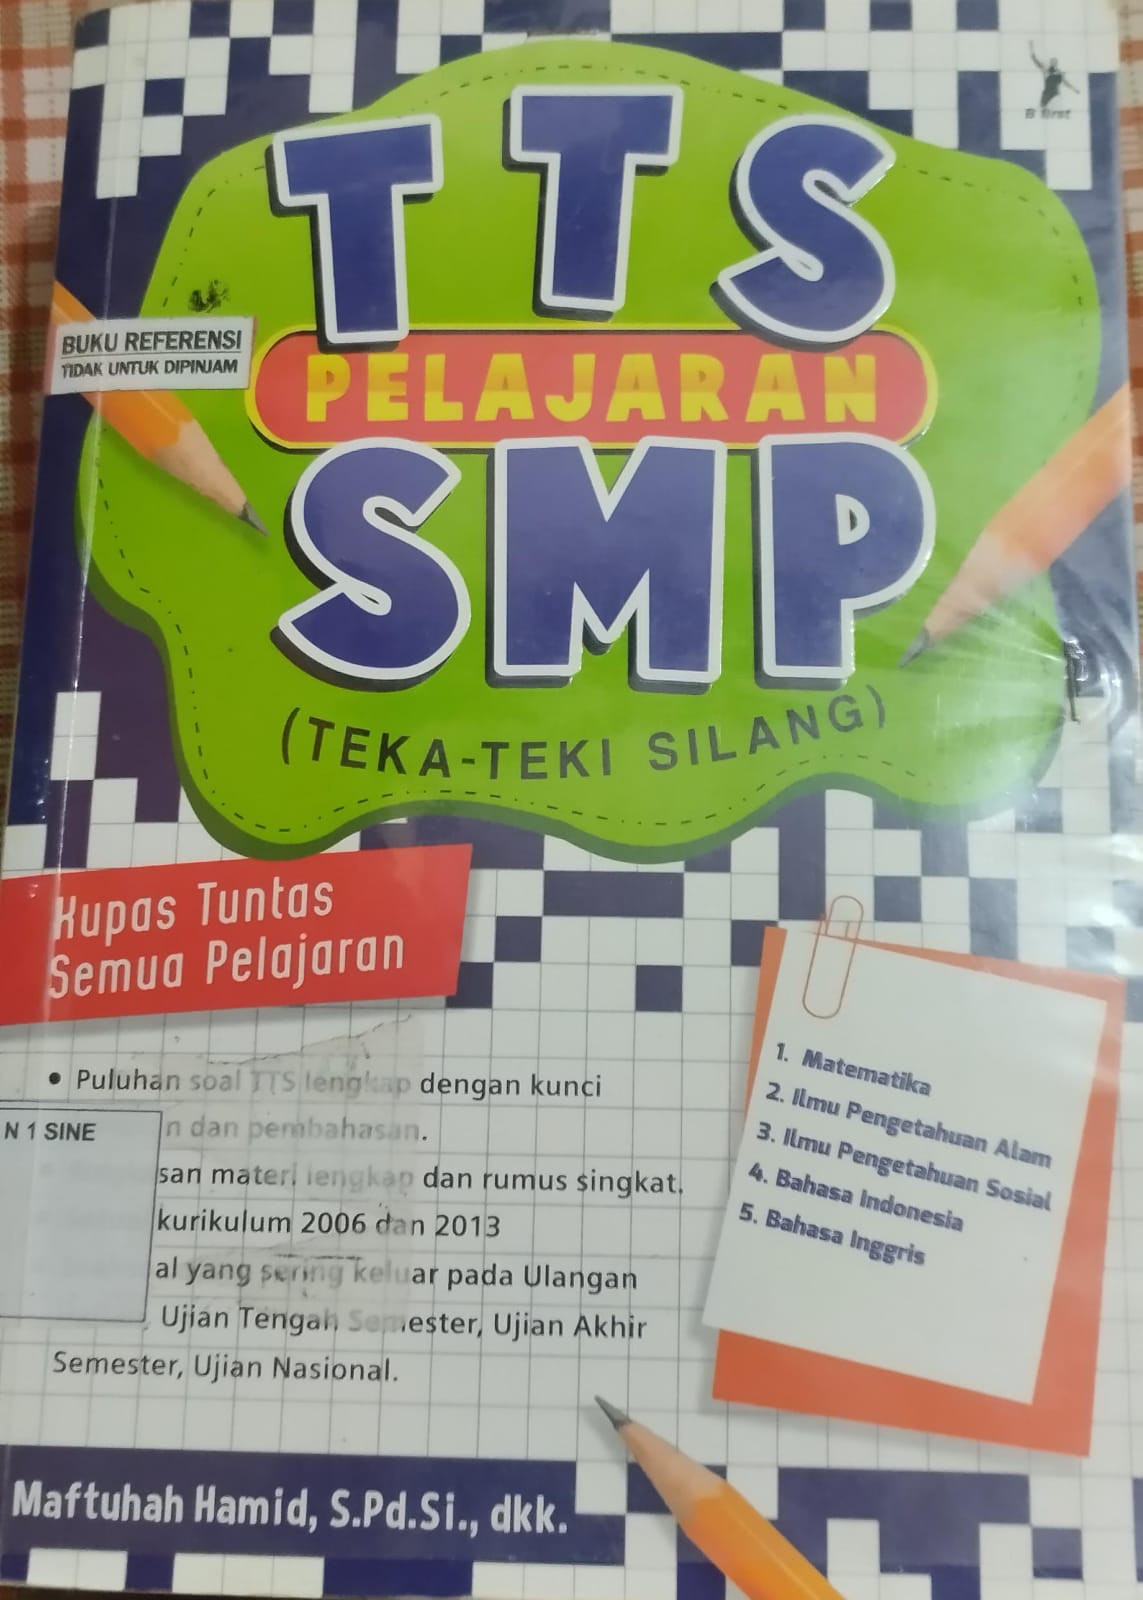 B first
TTS
BUKU REFERENSI
TIDAK UNTUK DIPINJAM
PELAJARAN
SMP
(TEKA-TEKI SILANG)
Kupas Tuntas
Semua Pelajaran
1. Matematika
2. Ilmu Pengetahuan Alam
3. Ilmu Pengetahuan Sosial
4. Bahasa Indonesia
5. Bahasa Inggris
• Puluhan soal TTS lengkap dengan kunci
N 1 SINE
n dan pembahasan.
san materi lengkap dan rumus singkat.
kurikulum 2006 dan 2013
al yang sering keluar pada Ulangan
Ujian Tengah Semester, Ujian Akhir
Semester, Ujian Nasional.
Maftuhah Hamid, S.Pd.Si., dkk.